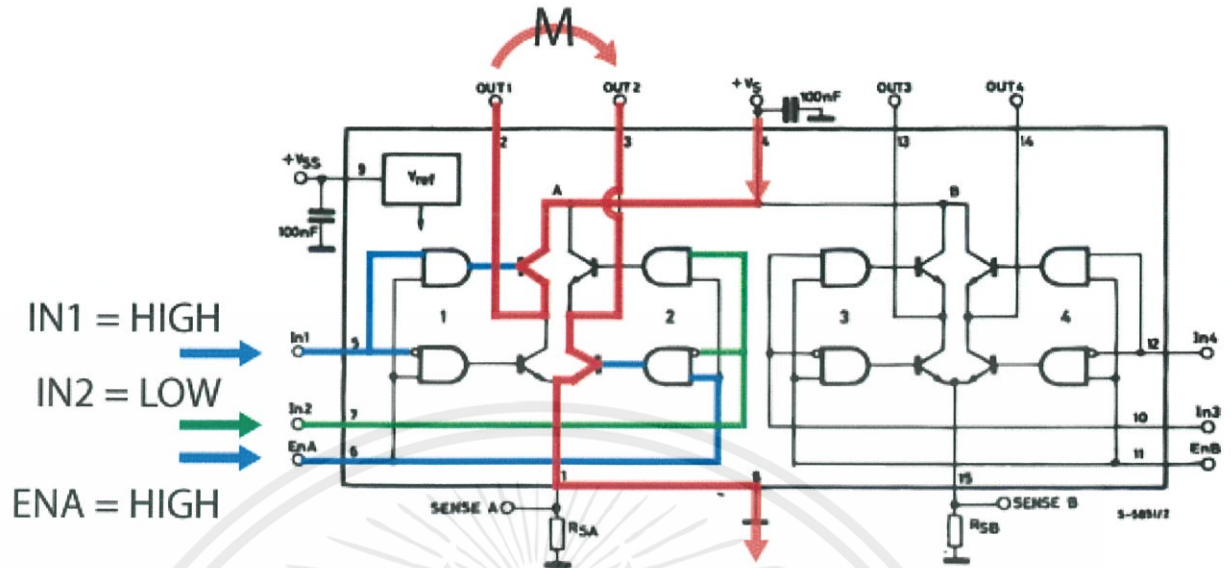 M
OUT1
OUT2
+Vs
100nF
OUT3
OUT4
2
3
4
13
14
+Vss
9
Vref
A
B
100nF
IN1 = HIGH
1
2
3
4
In1
5
12
In4
IN2 = LOW
In2
7
10
In3
EnA
6
11
EnB
ENA = HIGH
1
8
15
SENSE A
SENSE B
S-5851/2
RSA
RSB